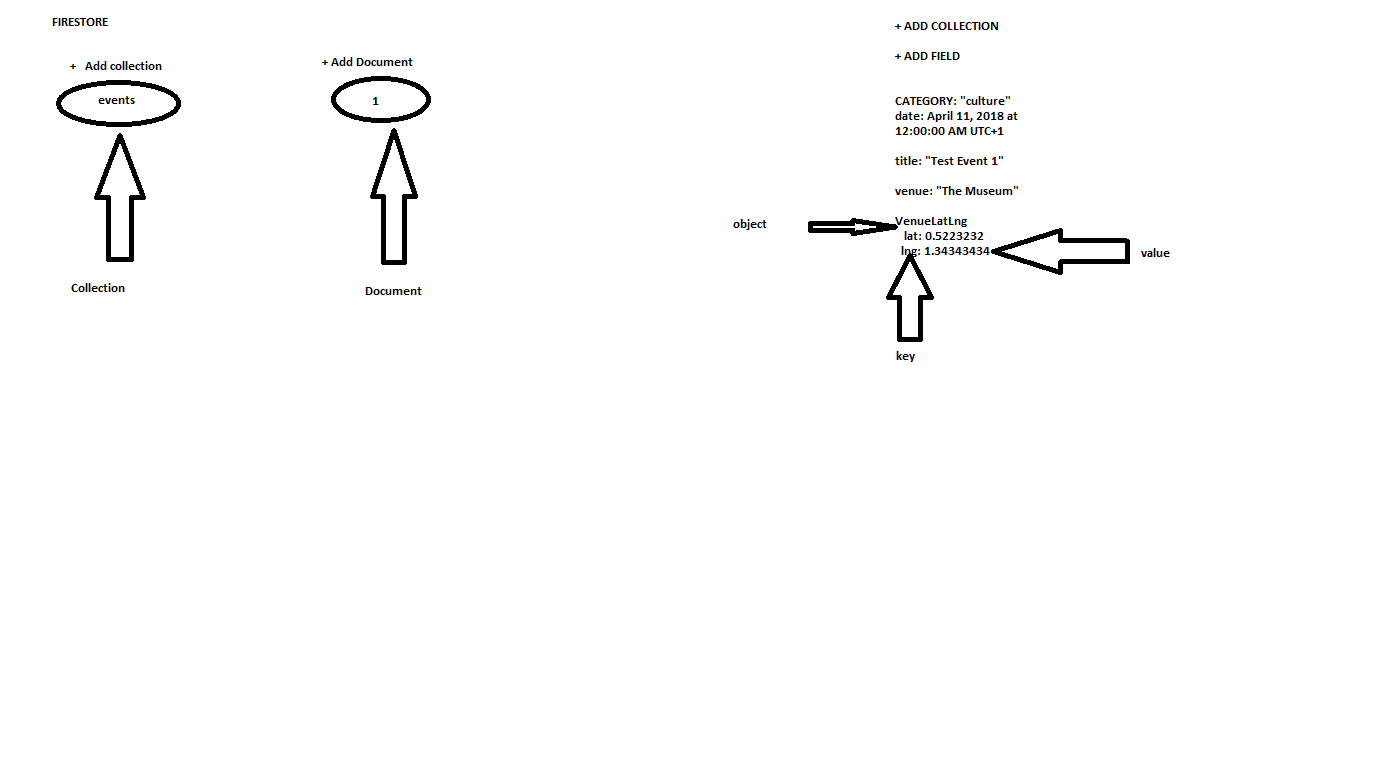 FIRESTORE
+ Add collection
events
Collection
+ Add Document
1
Document
+ ADD COLLECTION
+ ADD FIELD
CATEGORY: "culture"
date: April 11, 2018 at
12:00:00 AM UTC+1
title: "Test Event 1"
venue: "The Museum"
object
VenueLatLng
lat: 0.5223232
lng: 1.34343434
value
key